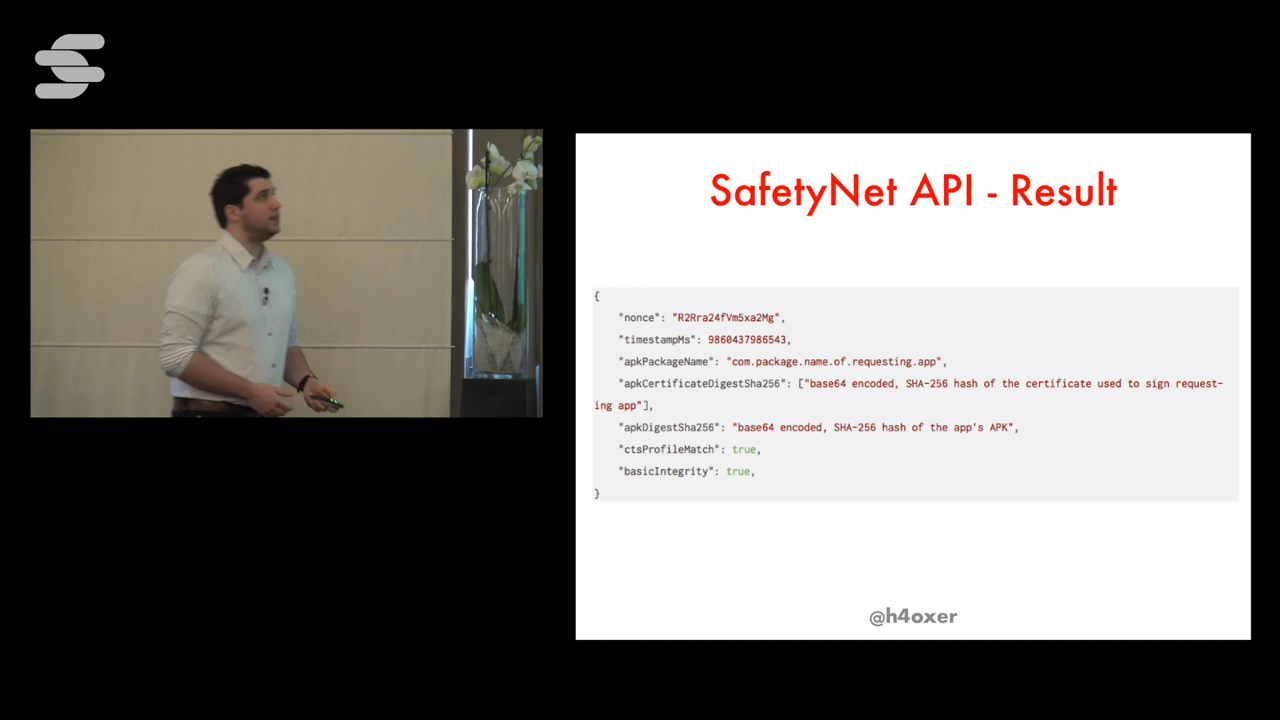 SafetyNet API - Result
{
"nonce": "R2Rra24fVm5xa2Mg",
"timestampMs": 9860437986543,
"apkPackageName": "com.package.name.of.requesting.app",
"apkCertificateDigestSha256": ["base64 encoded, SHA-256 hash of the certificate used to sign request-
ing app"],
"apkDigestSha256": "base64 encoded, SHA-256 hash of the app's APK",
"ctsProfileMatch": true,
"basicIntegrity": true,
}
@h4oxer